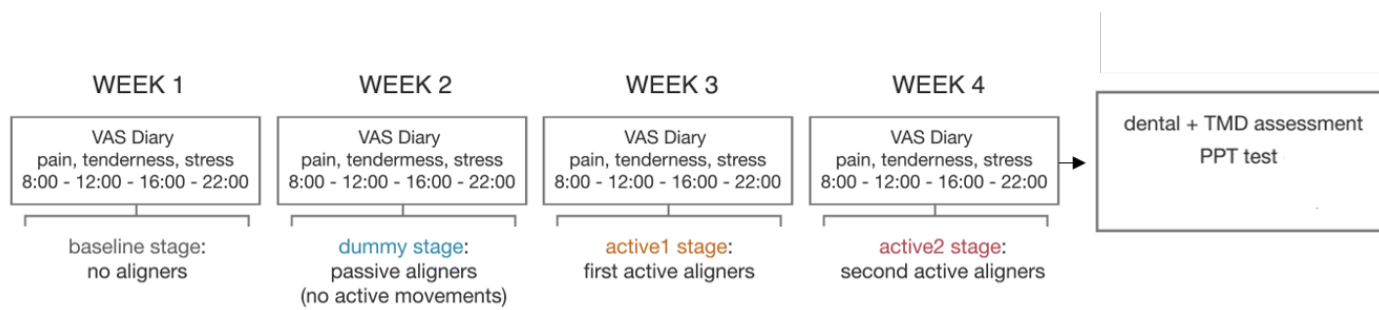 WEEK 1
VAS Diary
pain, tenderness, stress
8:00 - 12:00 - 16:00 - 22:00
baseline stage:
no aligners
WEEK 2
VAS Diary
pain, tendermess, stress
8:00 - 12:00 - 16:00 - 22:00
dummy stage:
passive aligners
(no active movements)
WEEK 3
VAS Diary
pain, tenderness, stress
8:00 - 12:00 - 16:00 - 22:00
active1 stage:
first active aligners
WEEK 4
VAS Diary
pain, tenderness, stress
8:00 - 12:00 - 16:00 - 22:00
active2 stage:
second active aligners
dental + TMD assessment
PPT test